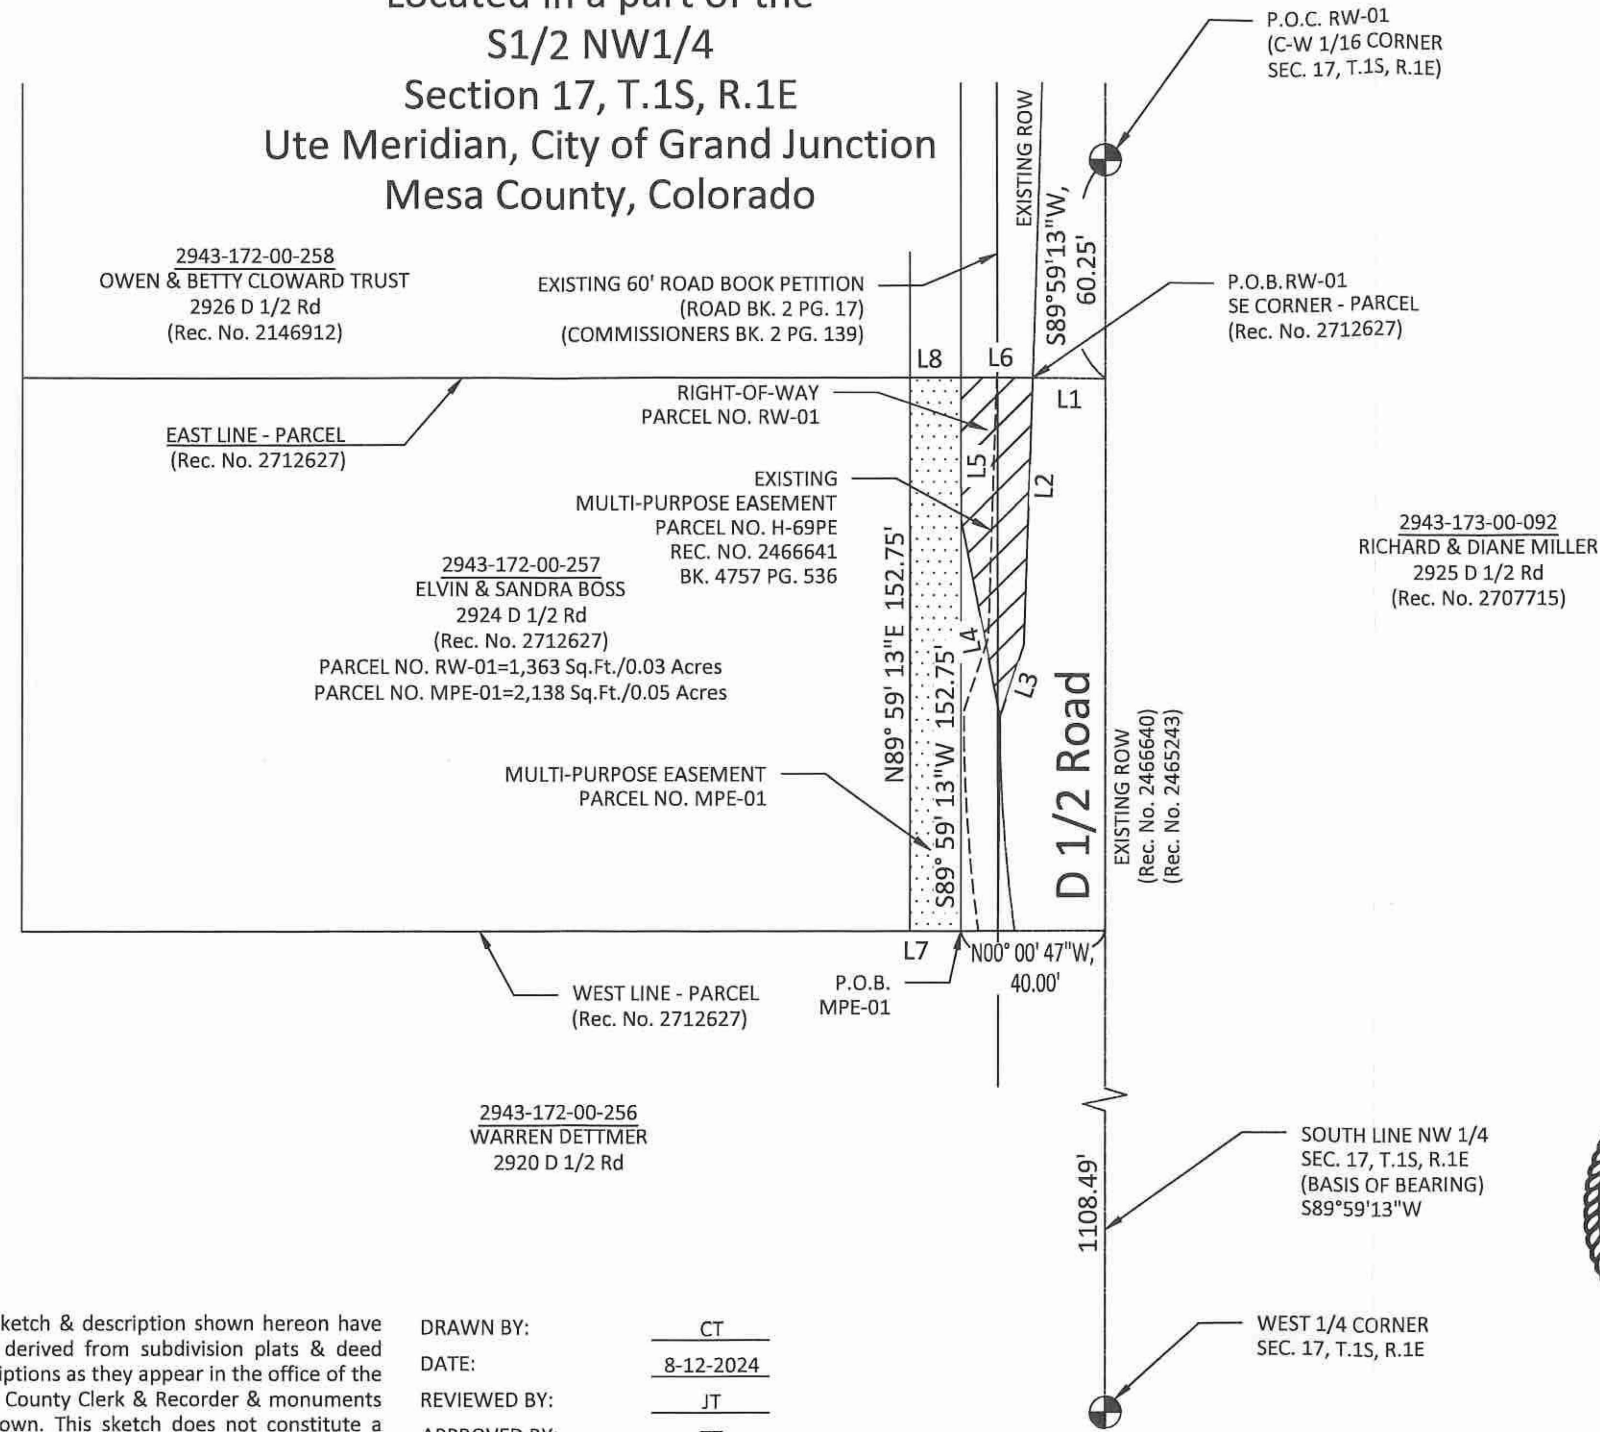 Located in a part of the
S1/2 NW1/4
Section 17, T.1S, R.1E
Ute Meridian, City of Grand Junction
Mesa County, Colorado
P.O.C. RW-01
(C-W 1/16 CORNER
SEC. 17, T.1S, R.1E)
EXISTING ROW
S89°59'13"W,
60.25'
2943-172-00-258
OWEN & BETTY CLOWARD TRUST
2926 D 1/2 Rd
(Rec. No. 2146912)
EXISTING 60' ROAD BOOK PETITION
(ROAD BK. 2 PG. 17)
(COMMISSIONERS BK. 2 PG. 139)
P.O.B.RW-01
SE CORNER - PARCEL
(Rec. No. 2712627)
L8
L6
L1
RIGHT-OF-WAY
PARCEL NO. RW-01
EAST LINE - PARCEL
(Rec. No. 2712627)
L5
L2
EXISTING
MULTI-PURPOSE EASEMENT
PARCEL NO. H-69PE
REC. NO. 2466641
BK. 4757 PG. 536
2943-173-00-092
RICHARD & DIANE MILLER
2925 D 1/2 Rd
(Rec. No. 2707715)
2943-172-00-257
ELVIN & SANDRA BOSS
2924 D 1/2 Rd
(Rec. No. 2712627)
PARCEL NO. RW-01=1,363 Sq.Ft./0.03 Acres
PARCEL NO. MPE-01=2,138 Sq.Ft./0.05 Acres
N89° 59' 13"E 152.75'
S89° 59' 13"W 152.75'
L4
L3
D 1/2 Road
EXISTING ROW
(Rec. No. 2466640)
(Rec. No. 2465243)
MULTI-PURPOSE EASEMENT
PARCEL NO. MPE-01
L7
N00° 00' 47"W,
40.00'
P.O.B.
MPE-01
WEST LINE - PARCEL
(Rec. No. 2712627)
2943-172-00-256
WARREN DETTMER
2920 D 1/2 Rd
1108.49'
SOUTH LINE NW 1/4
SEC. 17, T.1S, R.1E
(BASIS OF BEARING)
S89°59'13"W
WEST 1/4 CORNER
SEC. 17, T.1S, R.1E
ketch & description shown hereon have
derived from subdivision plats & deed
iptions as they appear in the office of the
County Clerk & Recorder & monuments
own. This sketch does not constitute a
DRAWN BY: CT
DATE: 8-12-2024
REVIEWED BY: JT
APPROVED BY: